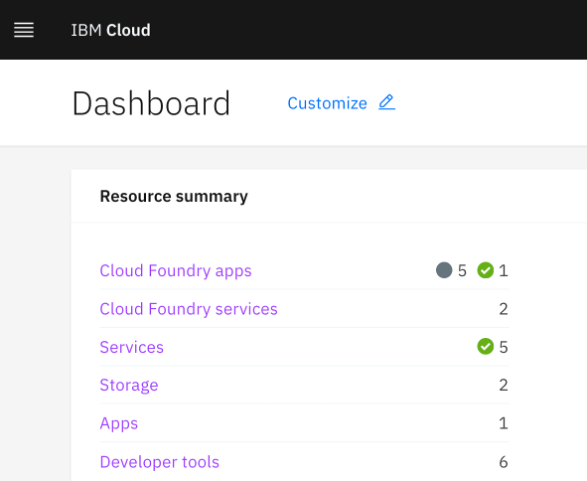 IBM Cloud
Dashboard Customize
Resource summary
Cloud Foundry apps 5 1
Cloud Foundry services 2
Services 5
Storage 2
Apps 1
Developer tools 6